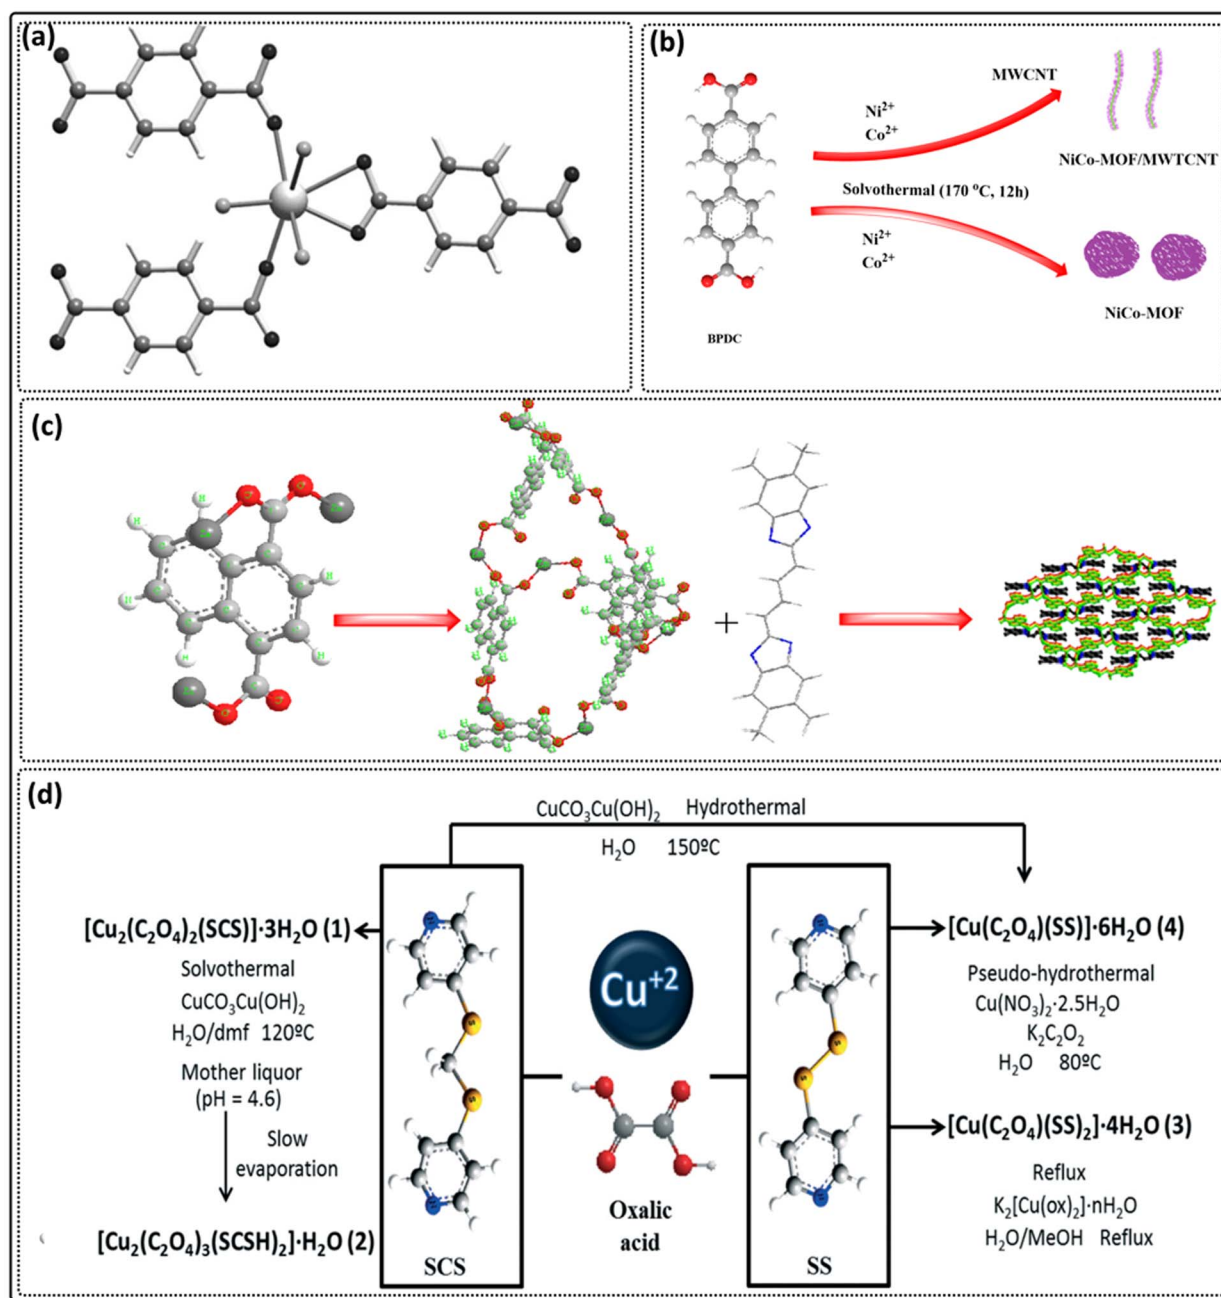 (a)
(b)
MWCNT
Ni²⁺
Co²⁺
NiCo-MOF/MWTCNT
Solvothermal (170 °C, 12h)
Ni²⁺
Co²⁺
NiCo-MOF
BPDC
(c)
+
(d)
CuCO₃Cu(OH)₂ Hydrothermal
H₂O 150ºC
[Cu₂(C₂O₄)₂(SCS)]·3H₂O (1)
Solvothermal
CuCO₃Cu(OH)₂
H₂O/dmf 120ºC
Mother liquor
(pH = 4.6)
Slow
evaporation
[Cu₂(C₂O₄)₃(SCSH)₂]·H₂O (2)
N
S
S
N
SCS
Cu⁺²
Oxalic
acid
N
S
S
N
SS
[Cu(C₂O₄)(SS)]·6H₂O (4)
Pseudo-hydrothermal
Cu(NO₃)₂·2.5H₂O
K₂C₂O₂
H₂O 80ºC
[Cu(C₂O₄)(SS)₂]·4H₂O (3)
Reflux
K₂[Cu(ox)₂]·nH₂O
H₂O/MeOH Reflux